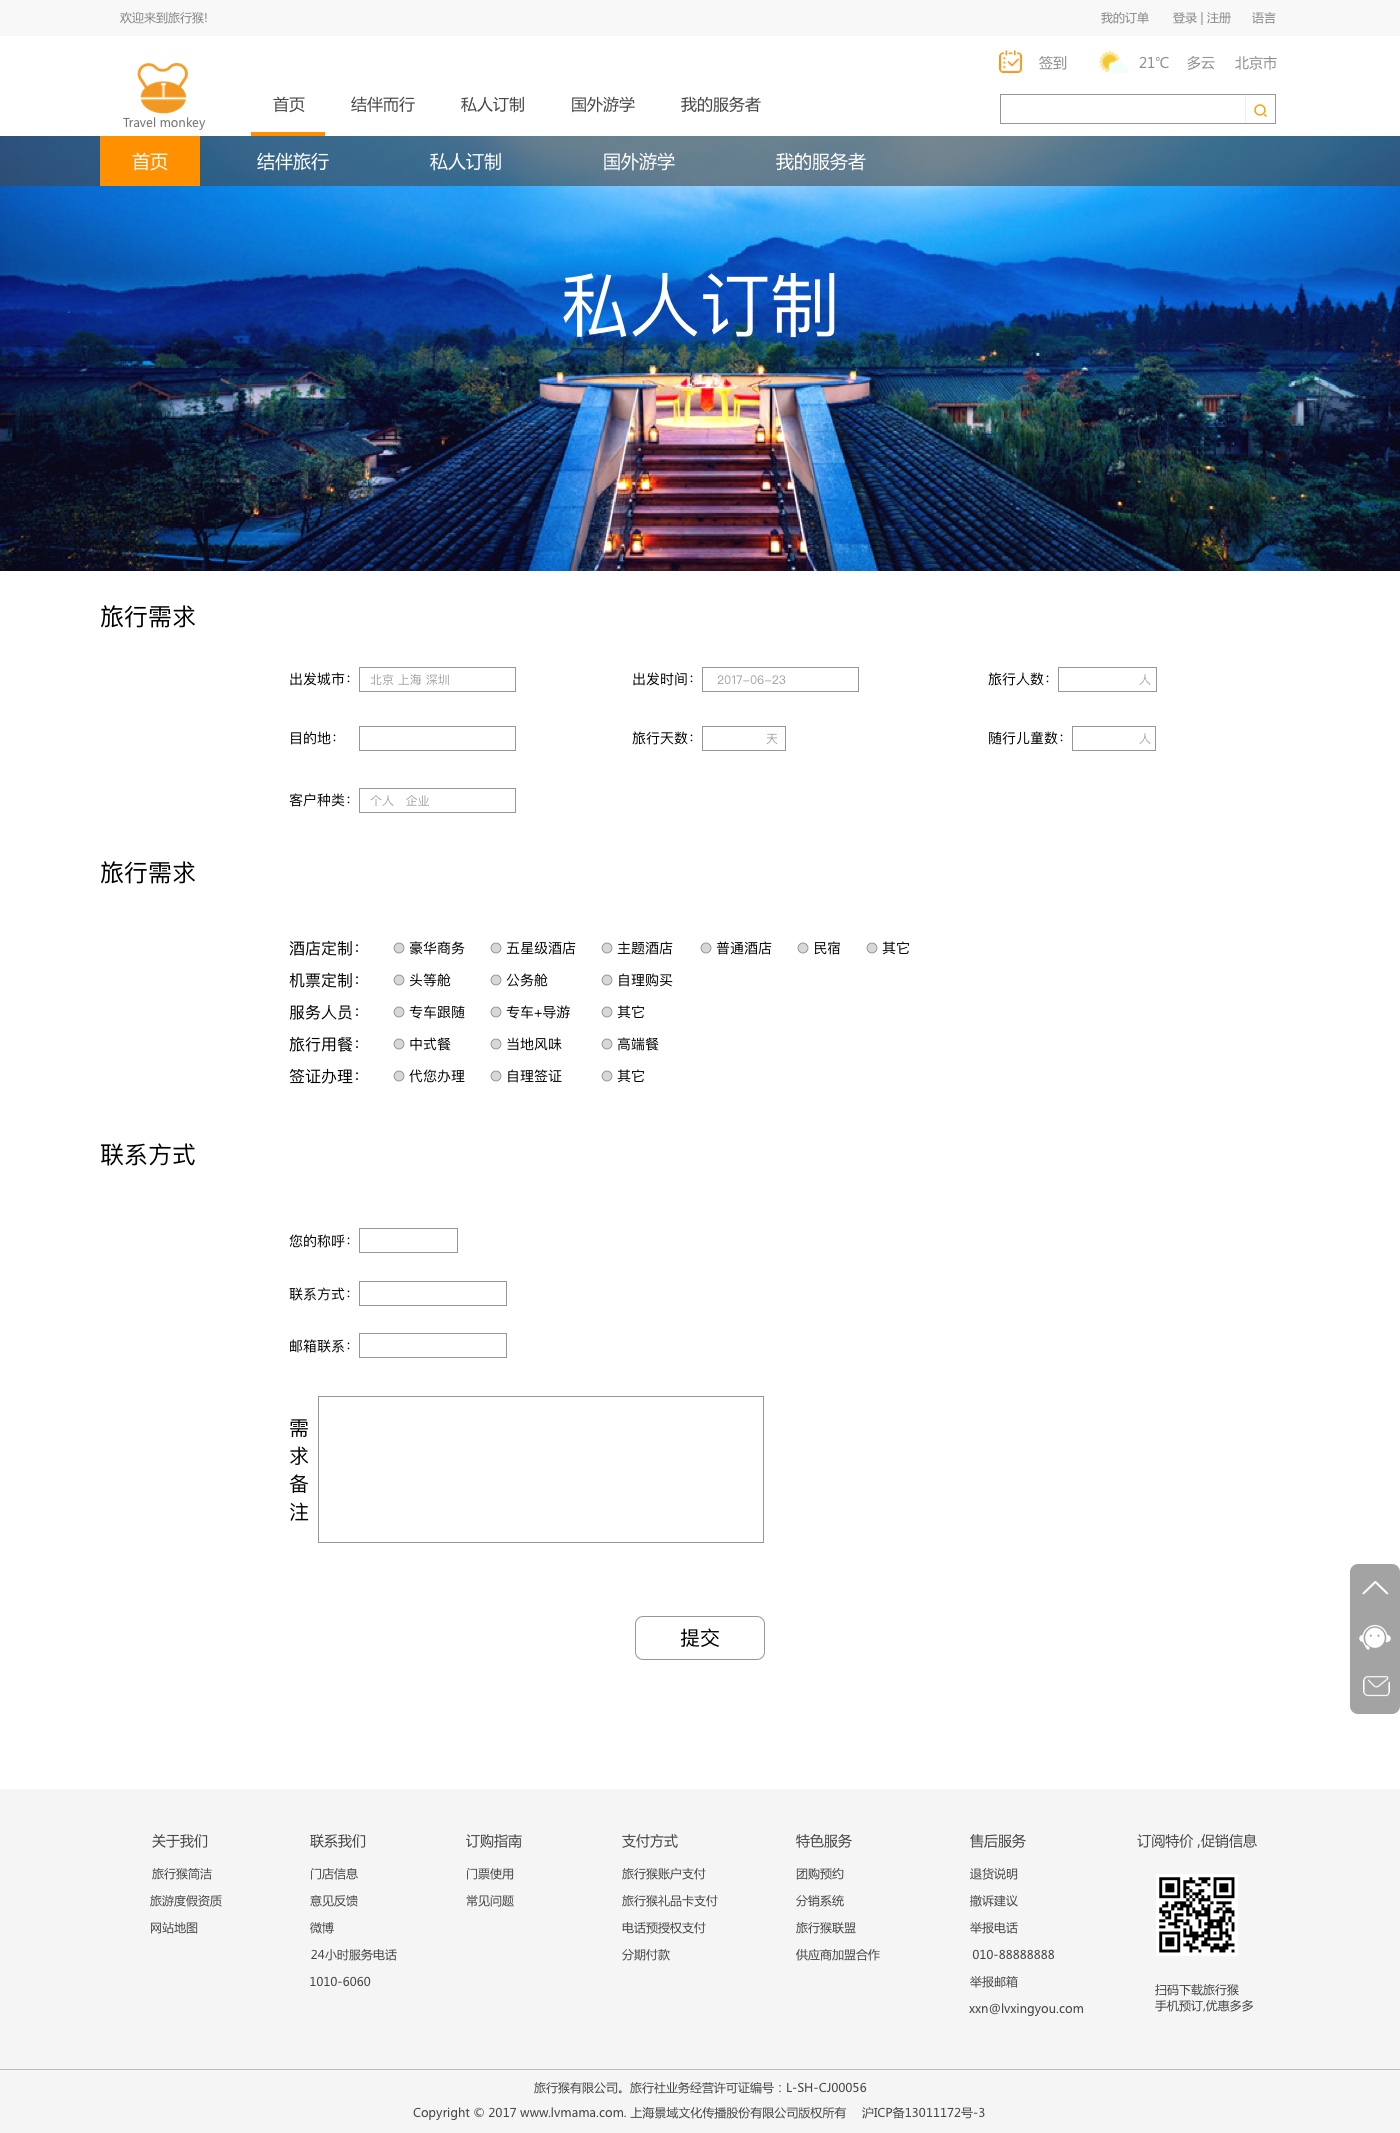 欢迎来到旅行猴!
我的订单 登录 | 注册 语言
签到 21℃ 多云 北京市
Travel monkey
首页 结伴而行 私人订制 国外游学 我的服务者
首页 结伴旅行 私人订制 国外游学 我的服务者
私人订制
旅行需求
出发城市： 北京 上海 深圳 出发时间： 2017-06-23 旅行人数： 人
目的地： 旅行天数： 天 随行儿童数： 人
客户种类： 个人 企业
旅行需求
酒店定制： 豪华商务 五星级酒店 主题酒店 普通酒店 民宿 其它
机票定制： 头等舱 公务舱 自理购买
服务人员： 专车跟随 专车+导游 其它
旅行用餐： 中式餐 当地风味 高端餐
签证办理： 代您办理 自理签证 其它
联系方式
您的称呼：
联系方式：
邮箱联系：
需
求
备
注
提交
关于我们 联系我们 订购指南 支付方式 特色服务 售后服务 订阅特价 ,促销信息
旅行猴简洁 门店信息 门票使用 旅行猴账户支付 团购预约 退货说明
旅游度假资质 意见反馈 常见问题 旅行猴礼品卡支付 分销系统 撤诉建议
网站地图 微博 电话预授权支付 旅行猴联盟 举报电话
24小时服务电话 分期付款 供应商加盟合作 010-88888888
1010-6060 举报邮箱
xxn@lvxingyou.com
扫码下载旅行猴
手机预订,优惠多多
旅行猴有限公司。旅行社业务经营许可证编号：L-SH-CJ00056
Copyright © 2017 www.lvmama.com. 上海景域文化传播股份有限公司版权所有 沪ICP备13011172号-3